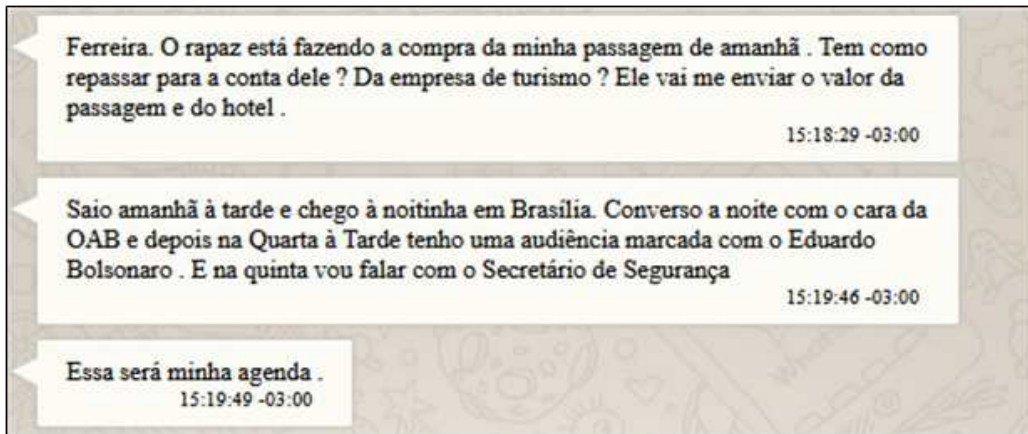 Ferreira. O rapaz está fazendo a compra da minha passagem de amanhã . Tem como
repassar para a conta dele ? Da empresa de turismo ? Ele vai me enviar o valor da
passagem e do hotel .
15:18:29 -03:00
Saio amanhã à tarde e chego à noitinha em Brasília. Converso a noite com o cara da
OAB e depois na Quarta à Tarde tenho uma audiência marcada com o Eduardo
Bolsonaro . E na quinta vou falar com o Secretário de Segurança
15:19:46 -03:00
Essa será minha agenda .
15:19:49 -03:00